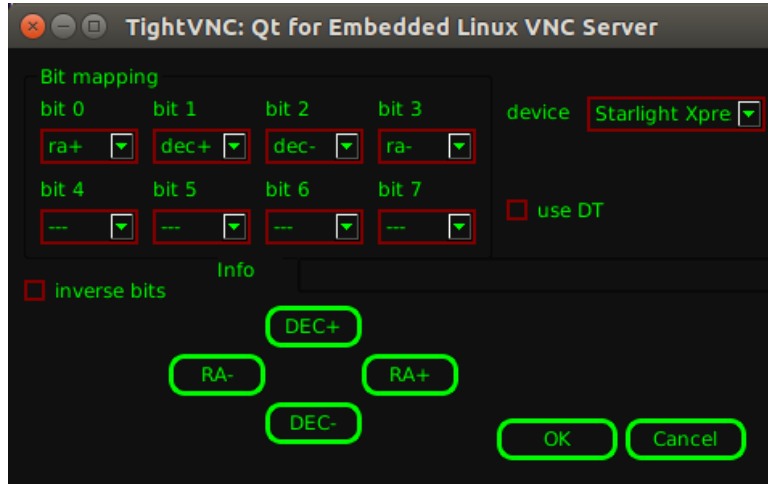 TightVNC: Qt for Embedded Linux VNC Server
Bit mapping
bit 0 bit 1 bit 2 bit 3
device Starlight Xpre
ra+ dec+ dec- ra-
bit 4 bit 5 bit 6 bit 7
use DT
--- --- --- ---
Info
inverse bits
DEC+
RA- RA+
DEC-
OK Cancel